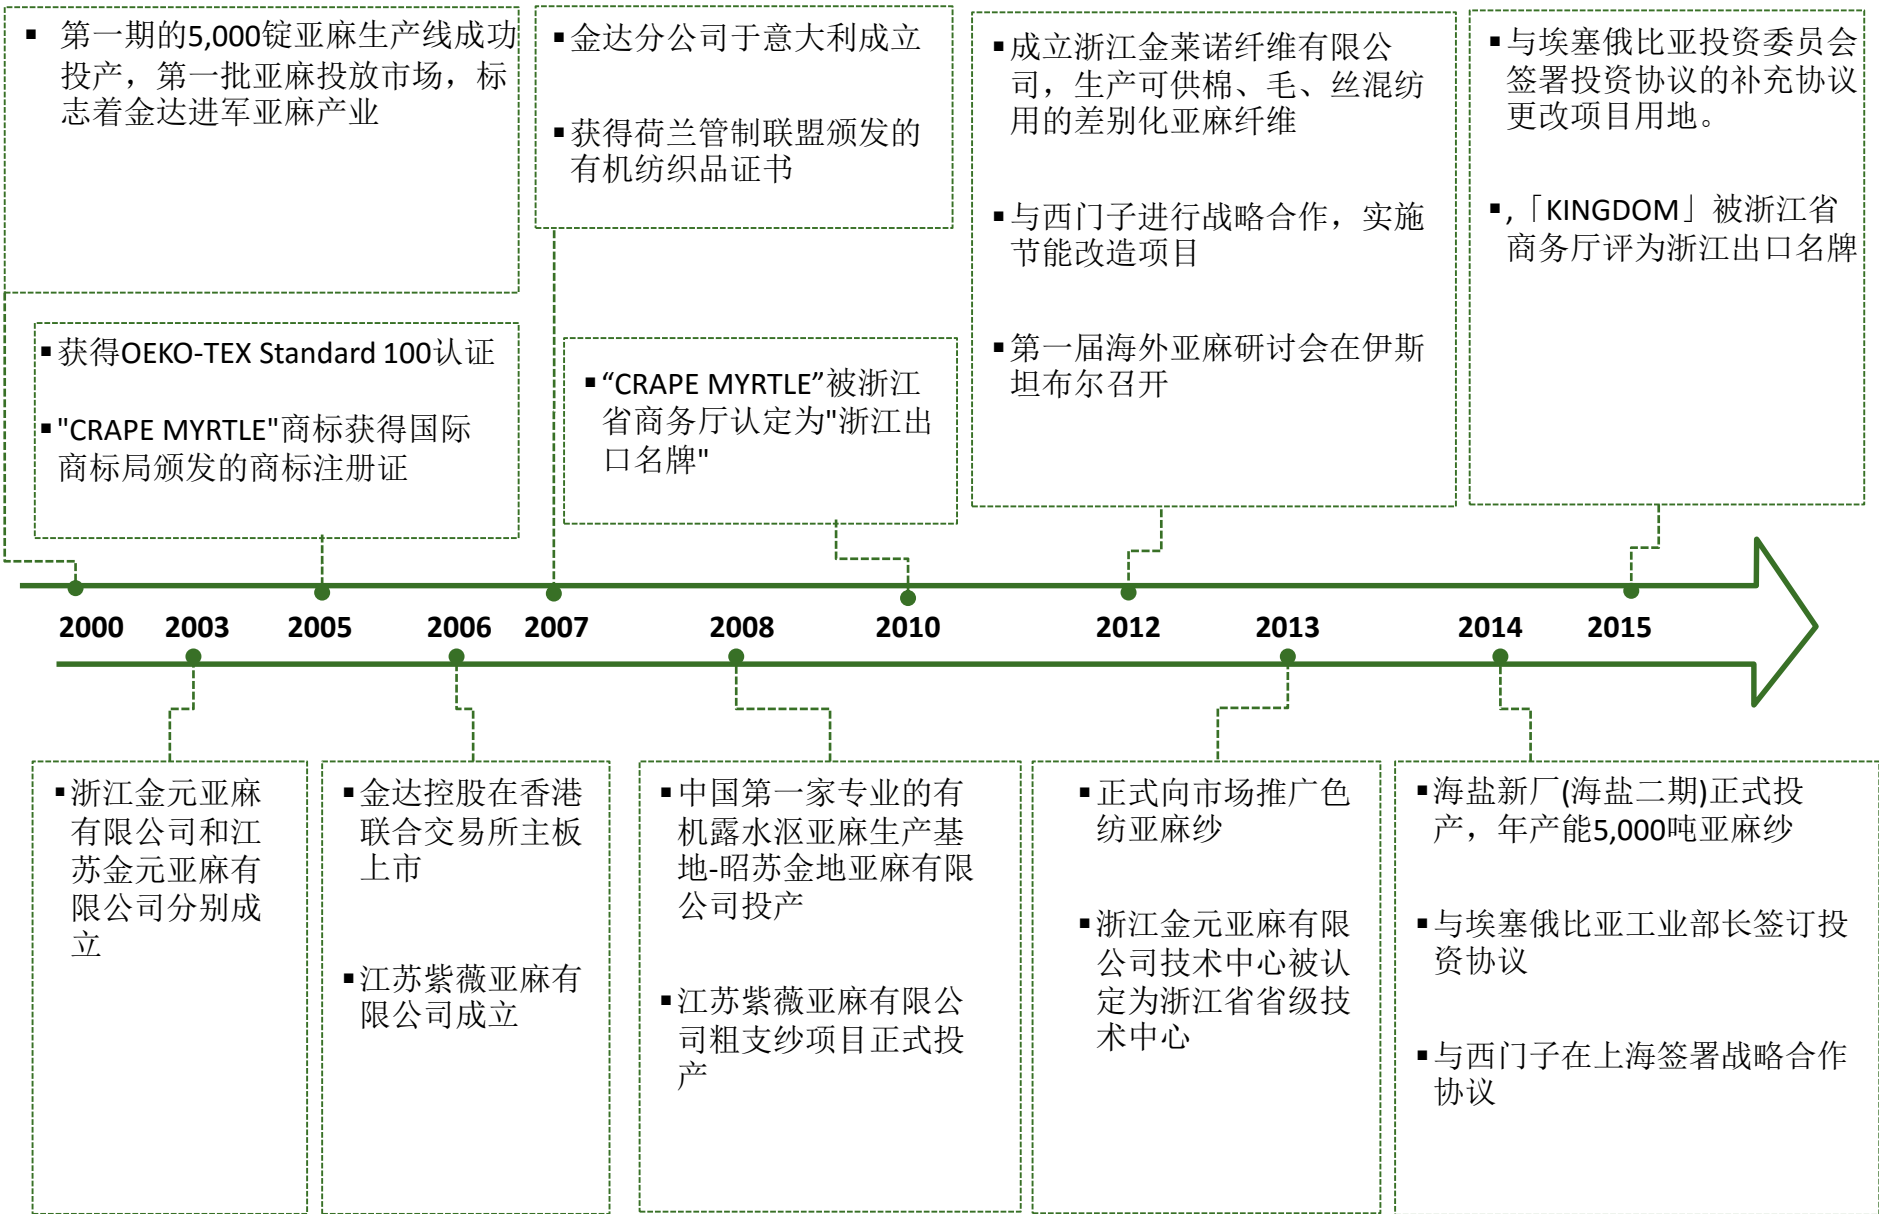 ▪ 第一期的5,000锭亚麻生产线成功
投产，第一批亚麻投放市场，标
志着金达进军亚麻产业
▪金达分公司于意大利成立
▪获得荷兰管制联盟颁发的
有机纺织品证书
▪成立浙江金莱诺纤维有限公
司，生产可供棉、毛、丝混纺
用的差别化亚麻纤维
▪与西门子进行战略合作，实施
节能改造项目
▪第一届海外亚麻研讨会在伊斯
坦布尔召开
▪与埃塞俄比亚投资委员会
签署投资协议的补充协议
更改项目用地。
▪,「KINGDOM」被浙江省
商务厅评为浙江出口名牌
▪获得OEKO-TEX Standard 100认证
▪"CRAPE MYRTLE"商标获得国际
商标局颁发的商标注册证
▪“CRAPE MYRTLE”被浙江
省商务厅认定为"浙江出
口名牌"
2000 2003 2005 2006 2007 2008 2010 2012 2013 2014 2015
▪浙江金元亚麻
有限公司和江
苏金元亚麻有
限公司分别成
立
▪金达控股在香港
联合交易所主板
上市
▪江苏紫薇亚麻有
限公司成立
▪中国第一家专业的有
机露水沤亚麻生产基
地-昭苏金地亚麻有限
公司投产
▪江苏紫薇亚麻有限公
司粗支纱项目正式投
产
▪正式向市场推广色
纺亚麻纱
▪浙江金元亚麻有限
公司技术中心被认
定为浙江省省级技
术中心
▪海盐新厂(海盐二期)正式投
产，年产能5,000吨亚麻纱
▪与埃塞俄比亚工业部长签订投
资协议
▪与西门子在上海签署战略合作
协议